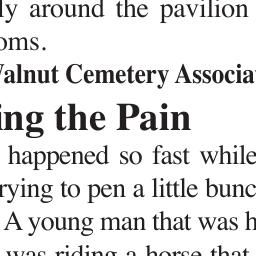 ly around the pavilion
oms.
Walnut Cemetery Associa
ing the Pain
happened so fast while
rying to pen a little bunc
A young man that was h
was riding a horse that